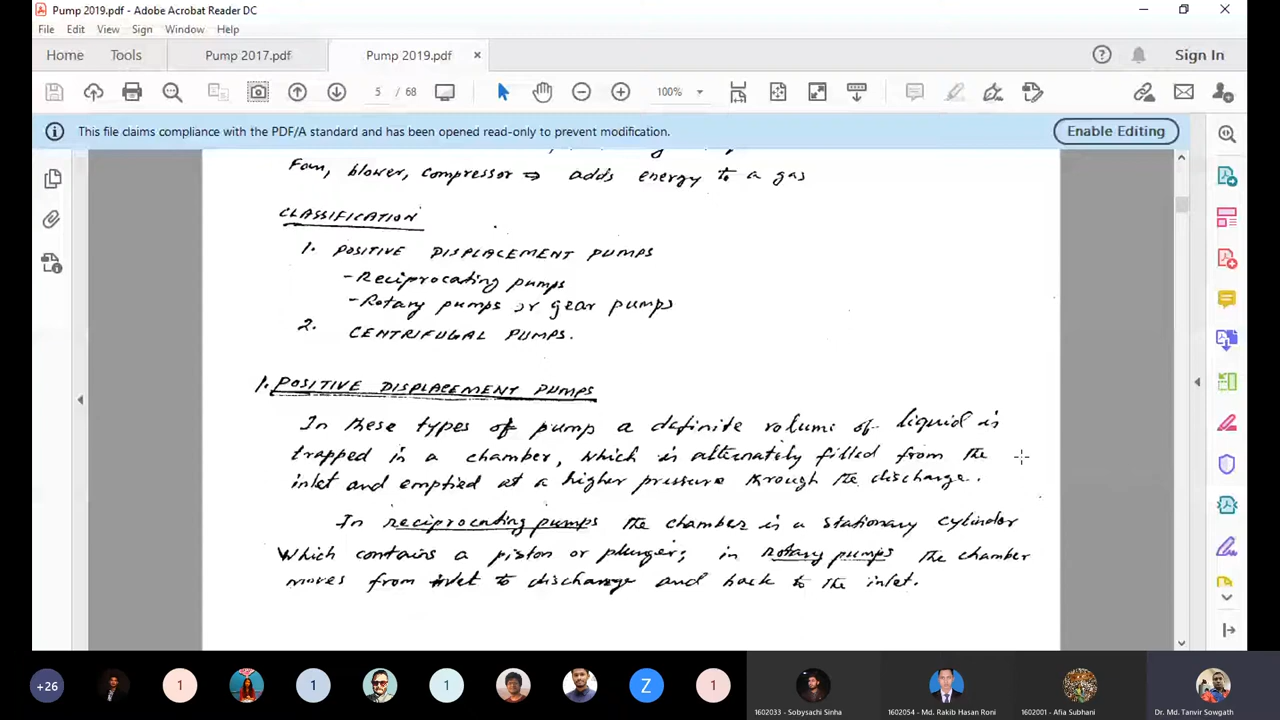 Pump 2019.pdf - Adobe Acrobat Reader DC
File Edit View Sign Window Help
Home Tools Pump 2017.pdf Pump 2019.pdf × Sign In
5 / 68 100%
This file claims compliance with the PDF/A standard and has been opened read-only to prevent modification. Enable Editing
Fan, blower, compressor ⇒ adds energy to a gas
CLASSIFICATION
1. POSITIVE DISPLACEMENT PUMPS
-Reciprocating pumps
-Rotary pumps or gear pumps
2. CENTRIFUGAL PUMPS.
1. POSITIVE DISPLACEMENT PUMPS
In these types of pump a definite volume of liquid is
trapped in a chamber, which is alternately filled from the
inlet and emptied at a higher pressure through the discharge.
In reciprocating pumps the chamber is a stationary cylinder
which contains a piston or plunger; in rotary pumps the chamber
moves from inlet to discharge and back to the inlet.
+26 1 1 1 Z 1
1602033 - Sobysachi Sinha 1602054 - Md. Rakib Hasan Roni 1602001 - Afia Subhani Dr. Md. Tanvir Sowgath